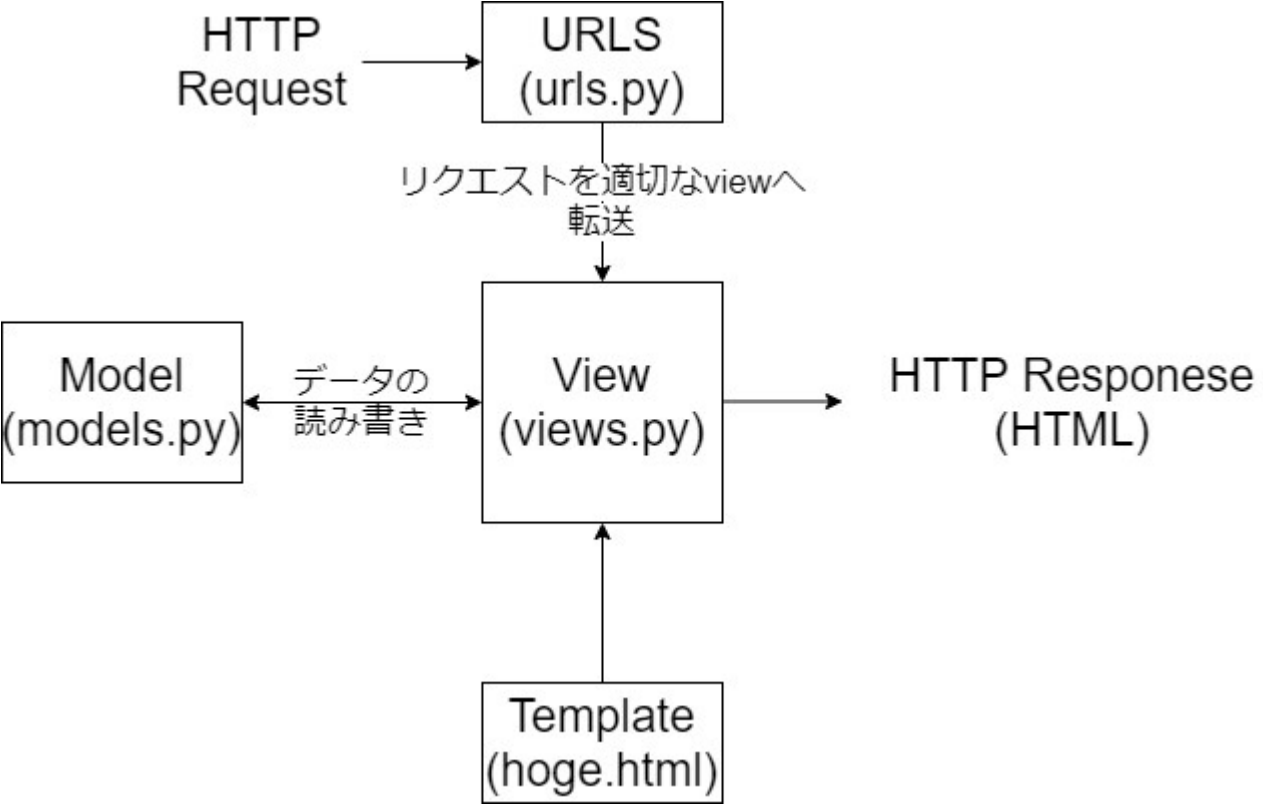 HTTP
Request
URLS
(urls.py)
リクエストを適切なviewへ
転送
Model
(models.py)
データの
読み書き
View
(views.py)
HTTP Responese
(HTML)
Template
(hoge.html)